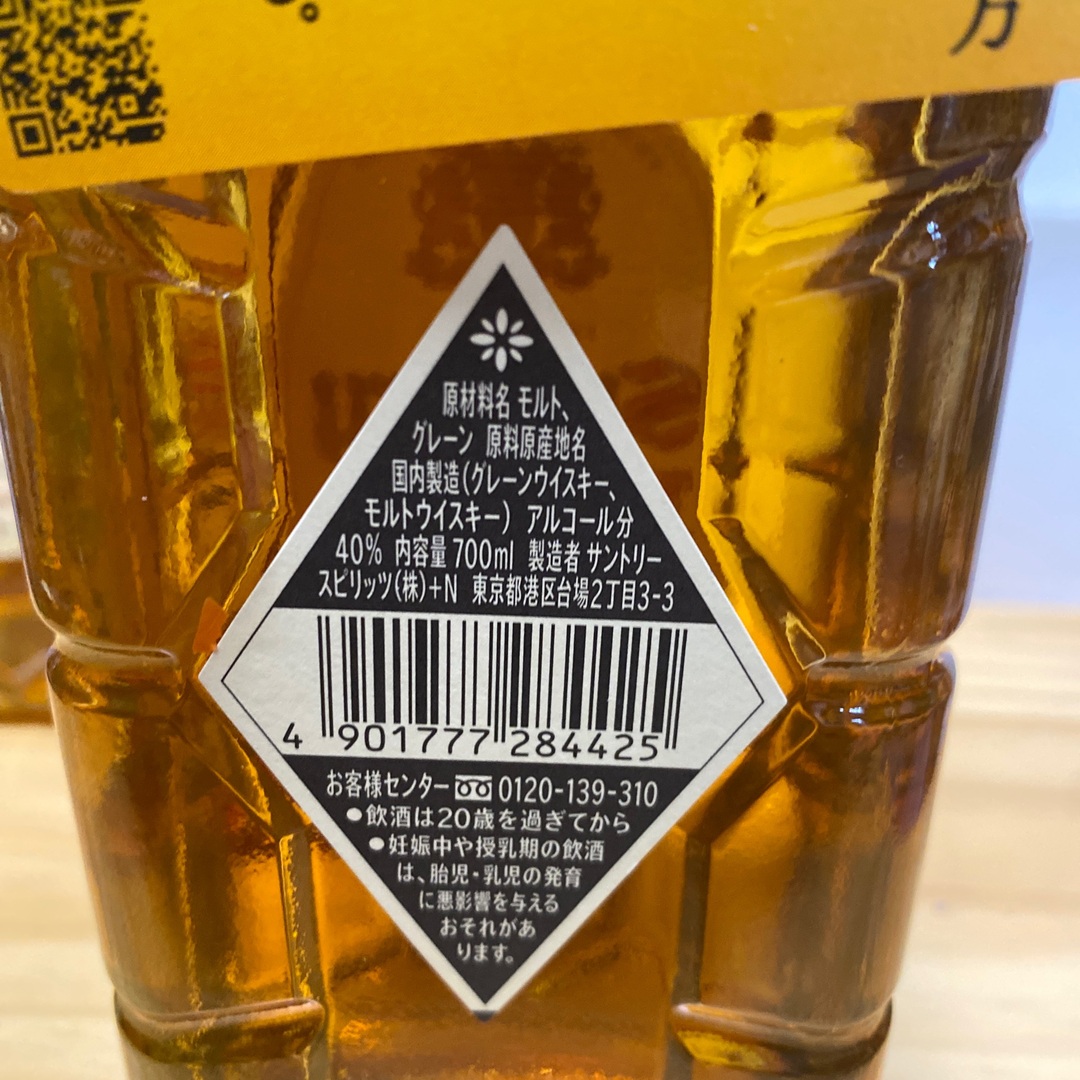 万
原材料名 モルト、
グレーン 原料原産地名
国内製造(グレーンウイスキー、
モルトウイスキー) アルコール分
40% 内容量 700ml 製造者 サントリー
スピリッツ(株)+N 東京都港区台場2丁目3-3
4 901777 284425
お客様センター 0120-139-310
●飲酒は20歳を過ぎてから
●妊娠中や授乳期の飲酒
は、胎児・乳児の発育
に悪影響を与える
おそれがあ
ります。